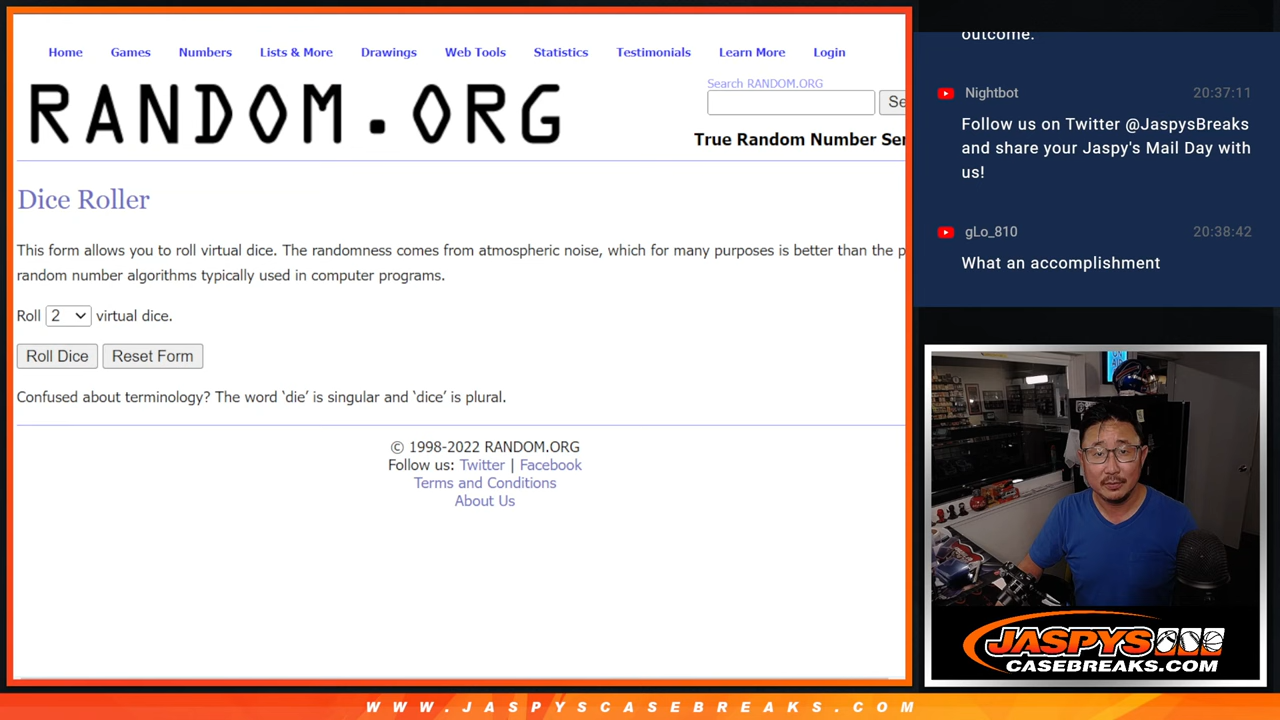 Home Games Numbers Lists & More Drawings Web Tools Statistics Testimonials Learn More Login
RANDOM.ORG
Search RANDOM.ORG
Se
True Random Number Ser
Dice Roller
This form allows you to roll virtual dice. The randomness comes from atmospheric noise, which for many purposes is better than the p
random number algorithms typically used in computer programs.
Roll 2 virtual dice.
Roll Dice Reset Form
Confused about terminology? The word ‘die’ is singular and ‘dice’ is plural.
© 1998-2022 RANDOM.ORG
Follow us: Twitter | Facebook
Terms and Conditions
About Us
outcome.
Nightbot 20:37:11
Follow us on Twitter @JaspysBreaks
and share your Jaspy's Mail Day with
us!
gLo_810 20:38:42
What an accomplishment
JASPYS
CASEBREAKS.COM
WWW.JASPYSCASEBREAKS.COM